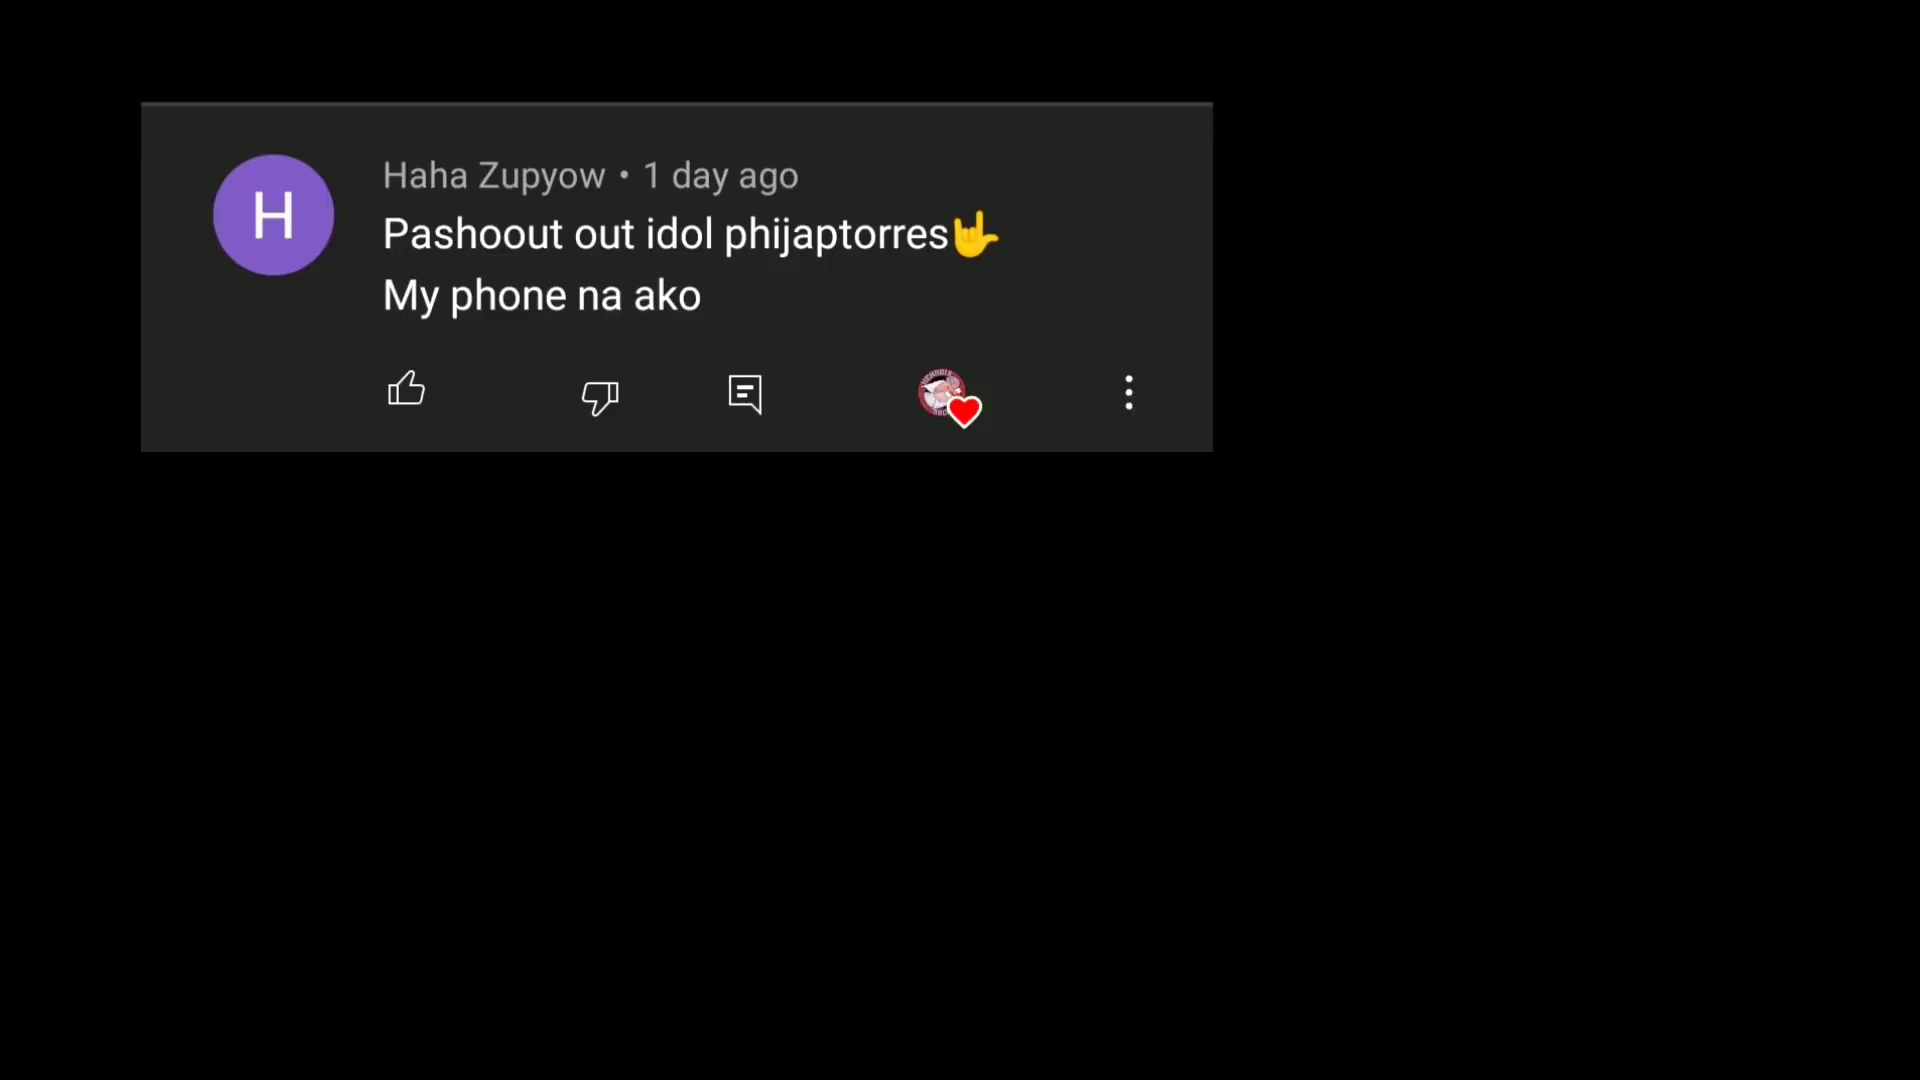 H
Haha Zupyow • 1 day ago
Pashoout out idol phijaptorres🤟
My phone na ako